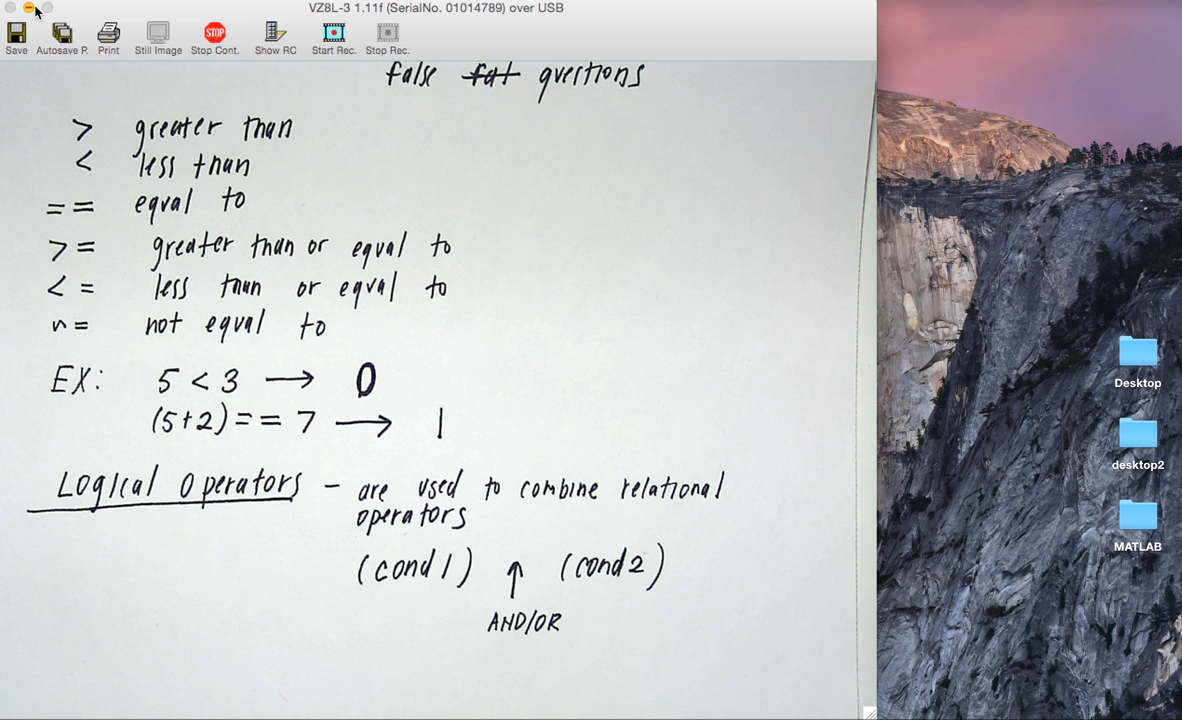 VZ8L-3 1.11f (SerialNo. 01014789) over USB
Save Autosave P. Print Still Image STOP Stop Cont. Show RC Start Rec. Stop Rec.
false fat questions
> greater than
< less than
== equal to
>= greater than or equal to
<= less than or equal to
~= not equal to
EX: 5 < 3 → 0
(5+2) == 7 → 1
Logical Operators - are used to combine relational
operators
(cond1) ↑ (cond2)
AND/OR
Desktop
desktop2
MATLAB